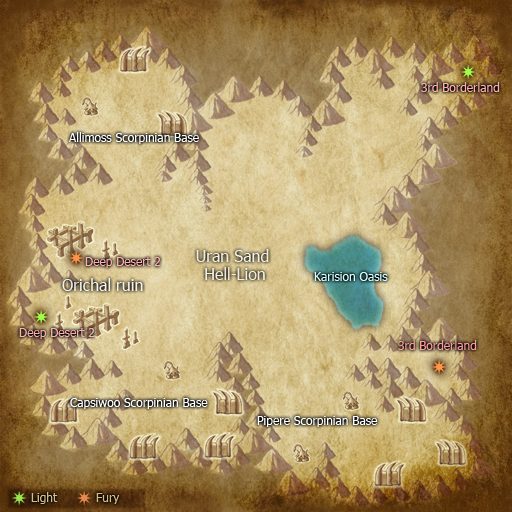 3rd Borderland
Allimoss Scorpinian Base
Uran Sand
Hell-Lion
Deep Desert 2
Karision Oasis
Orichal ruin
Deep Desert 2
3rd Borderland
Capsiwoo Scorpinian Base
Pipere Scorpinian Base
Light
Fury